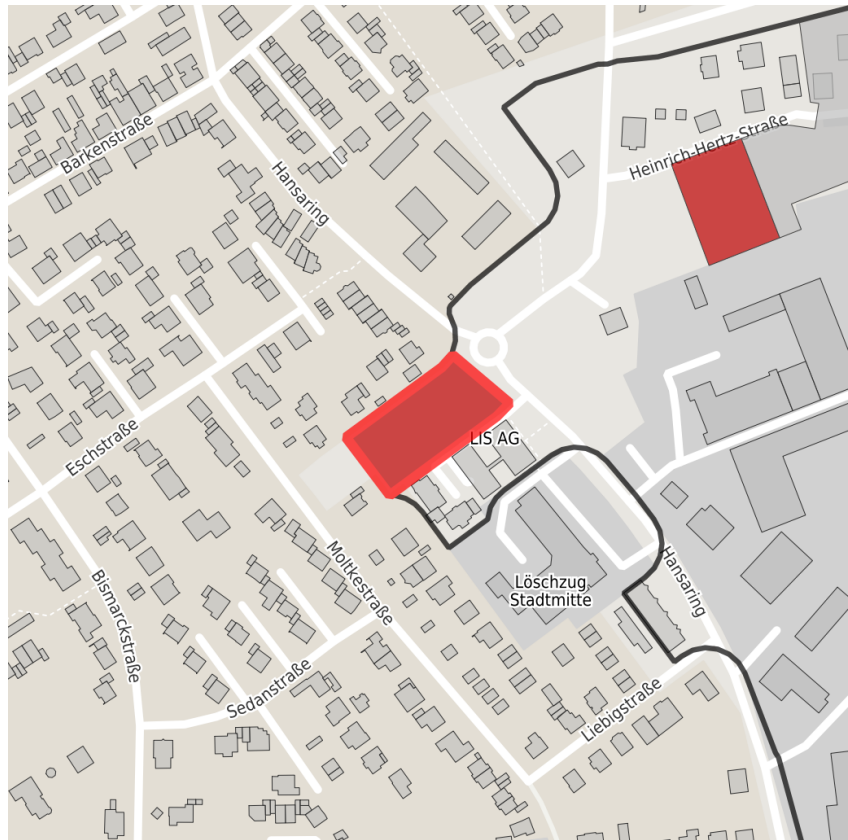 Barkenstraße
Heinrich-Hertz-Straße
Hansaring
Eschstraße
LIS AG
Moltkestraße
Bismarckstraße
Löschzug
Stadtmitte
Hansaring
Sedanstraße
Liebigstraße